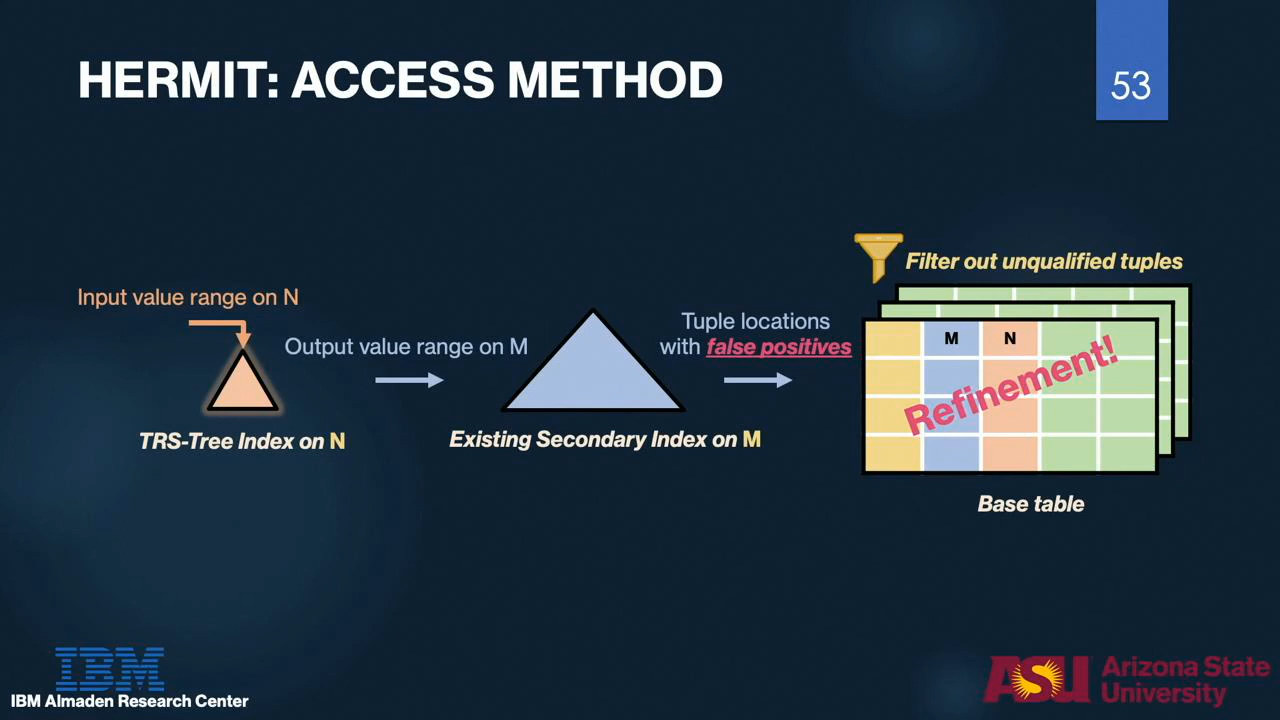 HERMIT: ACCESS METHOD
53
Filter out unqualified tuples
Input value range on N
Output value range on M
Tuple locations
with false positives
M
N
Refinement!
TRS-Tree Index on N
Existing Secondary Index on M
Base table
IBM
IBM Almaden Research Center
ASU
Arizona State
University